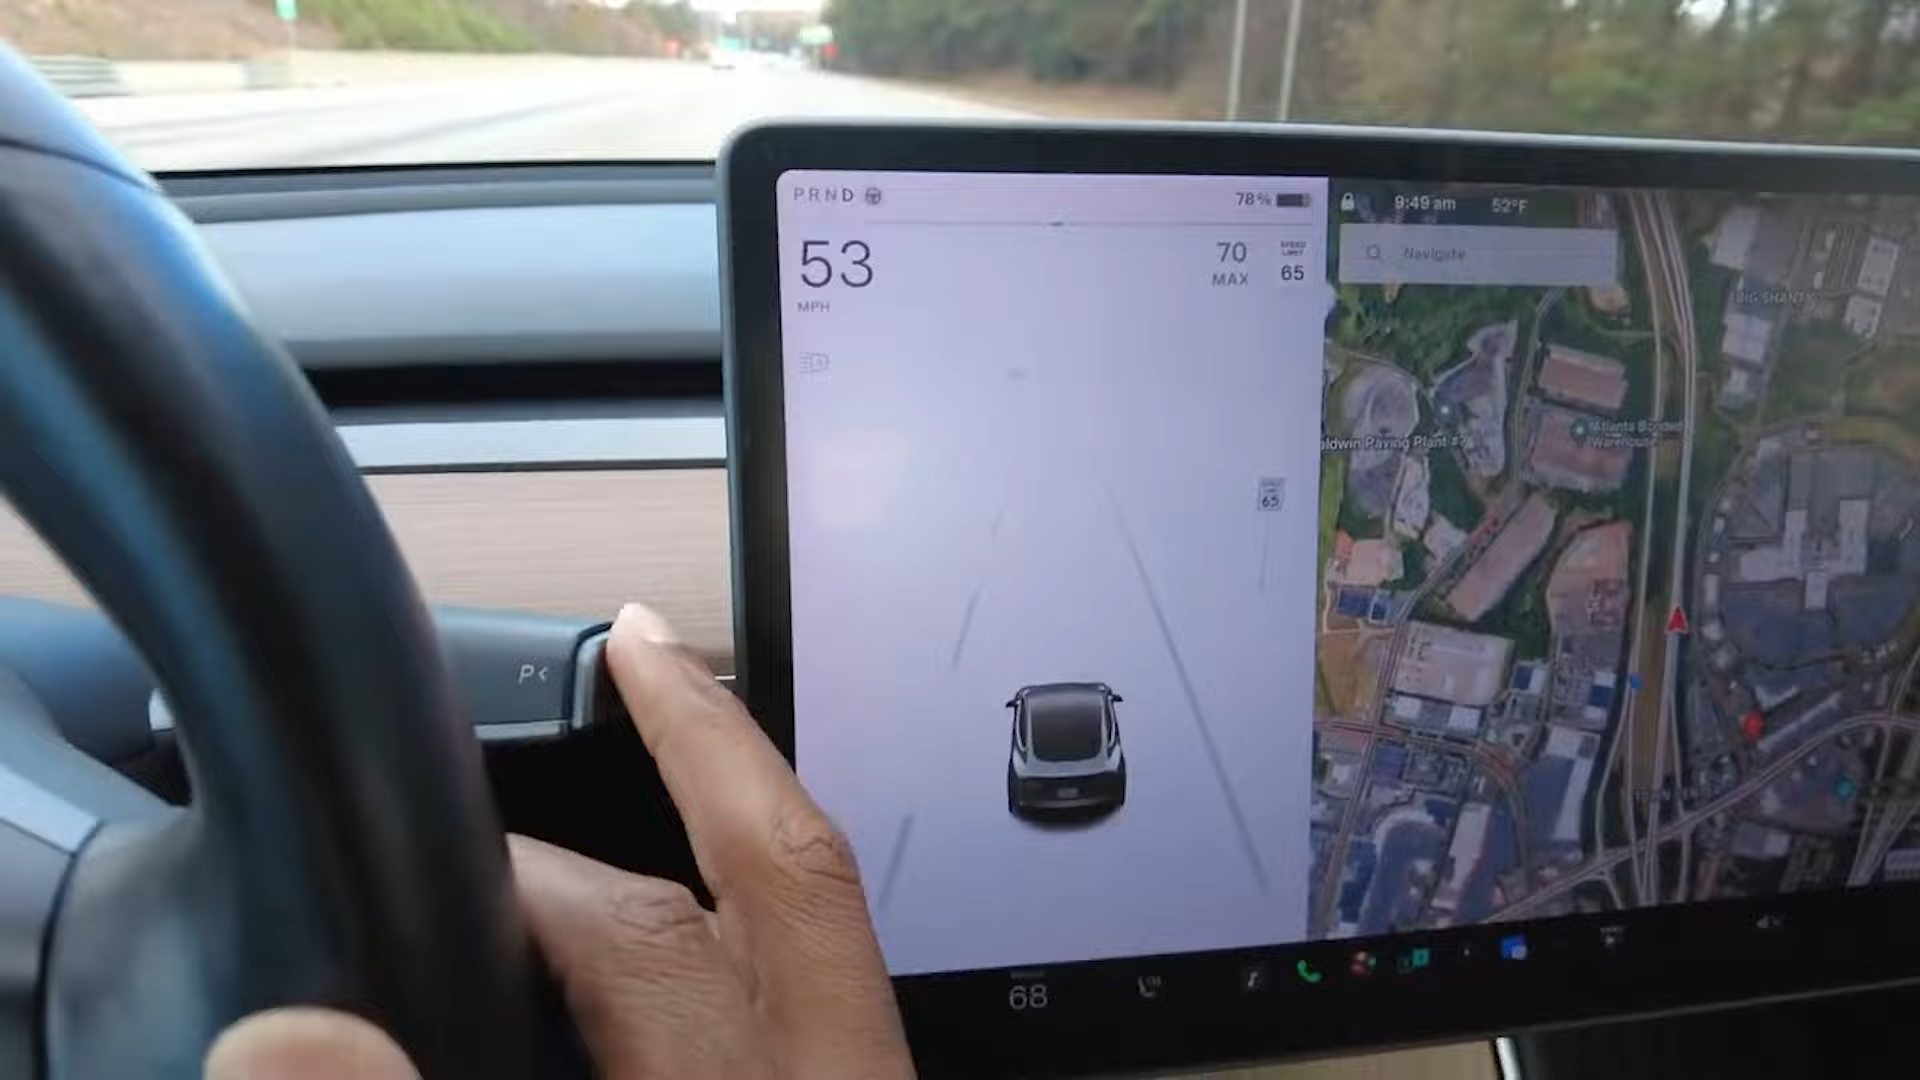 PRND
78%
53
MPH
70
MAX
SPEED
LIMIT
65
9:49 am
52°F
Navigate
BIG SHANTY
65
aldwin Paving Plant #
Atlanta Bonded
Warehouse
P<
68